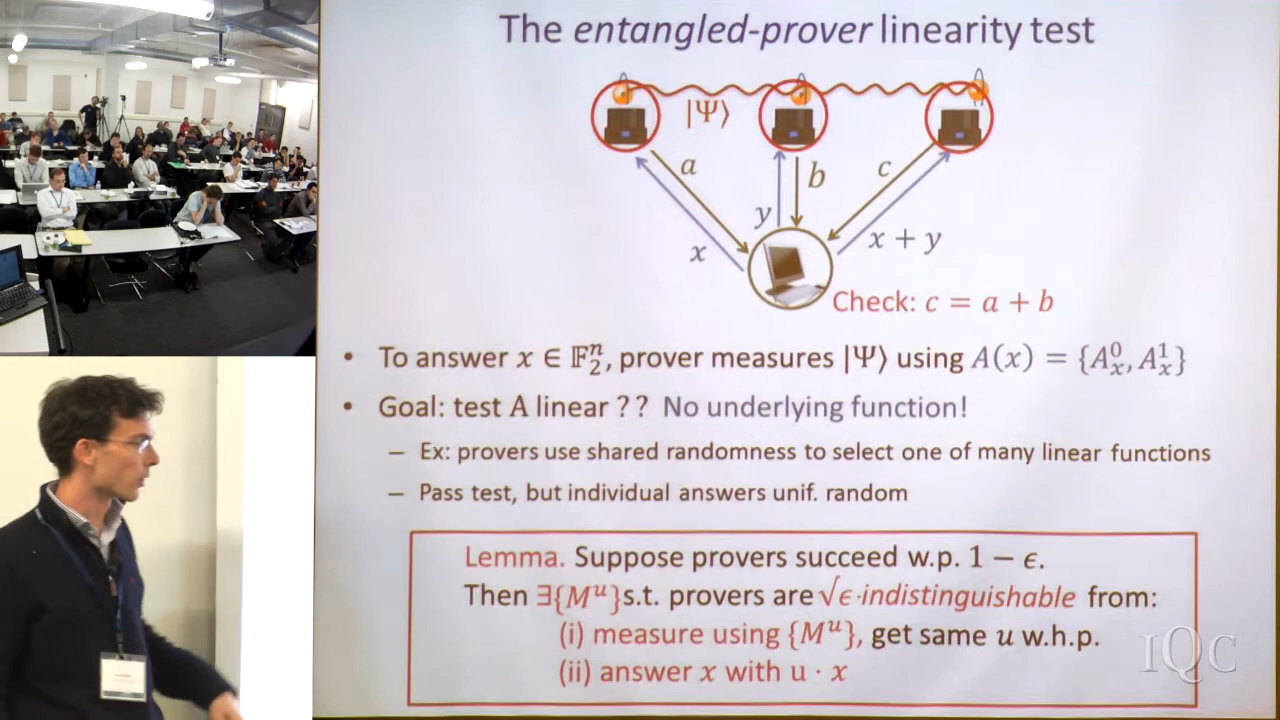 The entangled-prover linearity test
|Ψ⟩
a
b
c
y
x
x + y
Check: c = a + b
• To answer x ∈ 𝔽₂ⁿ, prover measures |Ψ⟩ using A(x) = {A⁰ₓ, A¹ₓ}
• Goal: test A linear ?? No underlying function!
– Ex: provers use shared randomness to select one of many linear functions
– Pass test, but individual answers unif. random
Lemma. Suppose provers succeed w.p. 1 − ϵ.
Then ∃{Mᵘ}s.t. provers are √ϵ-indistinguishable from:
(i) measure using {Mᵘ}, get same u w.h.p.
(ii) answer x with u · x
IQC